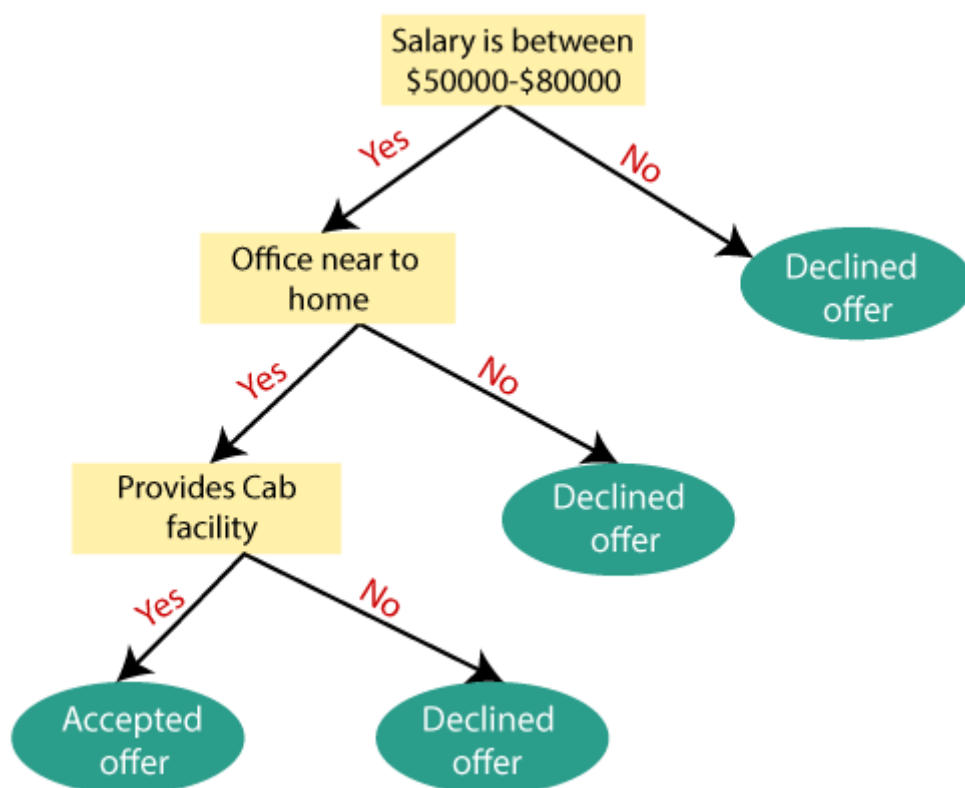 Salary is between
$50000-$80000
Yes
No
Office near to
home
Declined
offer
Yes
No
Provides Cab
facility
Declined
offer
Yes
No
Accepted
offer
Declined
offer